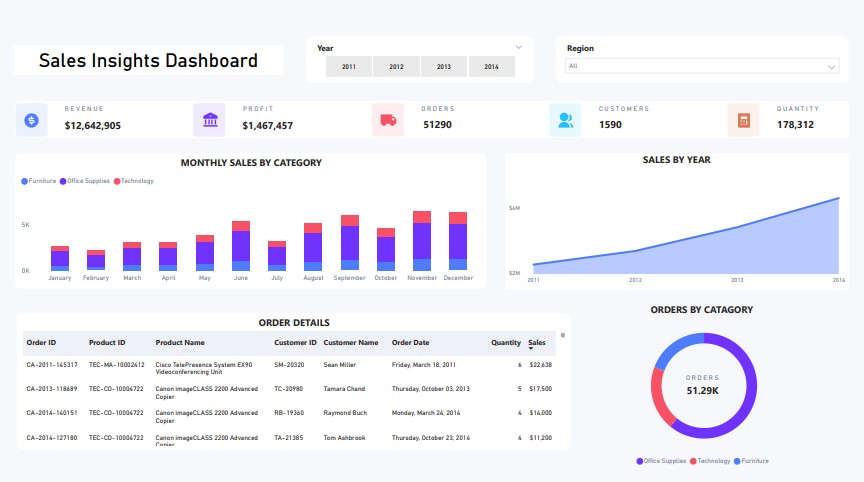 Sales Insights Dashboard
Year
2011 2012 2013 2014
Region
All
REVENUE
$12,642,905
PROFIT
$1,467,457
ORDERS
51290
CUSTOMERS
1590
QUANTITY
178,312
MONTHLY SALES BY CATEGORY
Furniture Office Supplies Technology
5K
0K
January February March April May June July August September October November December
SALES BY YEAR
$4M
$2M
2011 2012 2013 2014
ORDER DETAILS
Order ID Product ID Product Name Customer ID Customer Name Order Date Quantity Sales
CA-2011-145317 TEC-MA-10002412 Cisco TelePresence System EX90 SM-20320 Sean Miller Friday, March 18, 2011 6 $22,638
Videoconferencing Unit
CA-2013-118689 TEC-CO-10004722 Canon imageCLASS 2200 Advanced TC-20980 Tamara Chand Thursday, October 03, 2013 5 $17,500
Copier
CA-2014-140151 TEC-CO-10004722 Canon imageCLASS 2200 Advanced RB-19360 Raymond Buch Monday, March 24, 2014 4 $14,000
Copier
CA-2014-127180 TEC-CO-10004722 Canon imageCLASS 2200 Advanced TA-21385 Tom Ashbrook Thursday, October 23, 2014 4 $11,200
Copier
ORDERS BY CATAGORY
ORDERS
51.29K
Office Supplies Technology Furniture